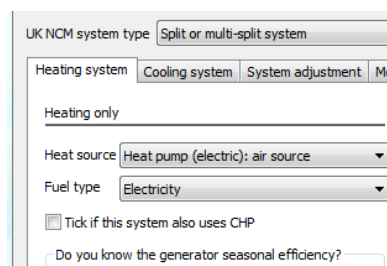 UK NCM system type Split or multi-split system
Heating system Cooling system System adjustment
Heating only
Heat source Heat pump (electric): air source
Fuel type Electricity
Tick if this system also uses CHP
Do you know the generator seasonal efficiency?